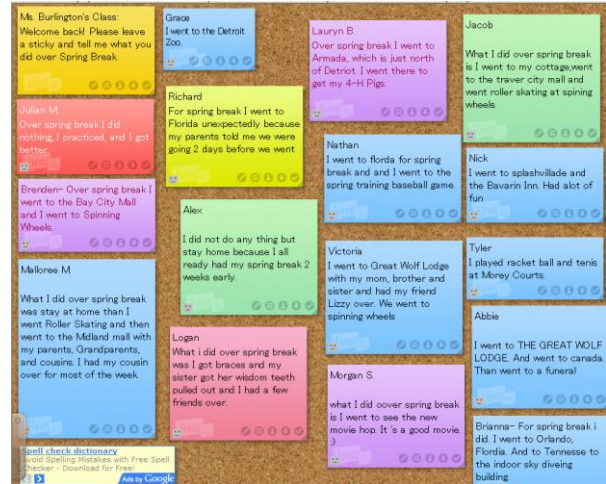 Ms. Burlington's Class:
Welcome back! Please leave
a sticky and tell me what you
did over Spring Break.
Grace
I went to the Detroit
Zoo.
Lauryn B.
Over spring break I went to
Armada, which is just north
of Detriot. I went there to
get my 4-H Pigs.
Jacob
What I did over spring break
is I went to my cottage,went
to the traver city mall and
went roller skating at spining
wheels.
Julian M.
Over spring break I did
nothing, I practiced, and I got
better.
Richard
For spring break I went to
Florida unexpectedly because
my parents told me we were
going 2 days before we went
Nathan
I went to florda for spring
break and and I went to the
spring training baseball game.
Nick
I went to splashvillade and
the Bavarin Inn. Had alot of
fun
Brenden- Over spring break I
went to the Bay City Mall
and I went to Spinning
Wheels.
Alex
I did not do any thing but
stay home because I all
ready had my spring break 2
weeks early.
Victoria
I went to Great Wolf Lodge
with my mom, brother and
sister and had my friend
Lizzy over. We went to
spinning wheels
Tyler
I played racket ball and tenis
at Morey Courts.
Malloree M.
What I did over spring break
was stay at home than I
went Roller Skating and then
went to the Midland mall with
my parents, Grandparents,
and cousins. I had my cousin
over for most of the week.
Logan
What i did over spring break
was I got braces and my
sister got her wisdom teeth
pulled out and I had a few
friends over.
Morgan S.
what I did oover spring break
is I went to see the new
movie hop. It 's a good movie.
:)
Abbie
I went to THE GREAT WOLF
LODGE. And went to canada.
Than went to a funeral
Brianna- For spring break i
did. I went to Orlando,
Flordia. And to Tennesse to
the indoor sky diveing
building.
Spell check dictionary
Avoid Spelling Mistakes with Free Spell
Checker - Download for Free!
Ads by Google